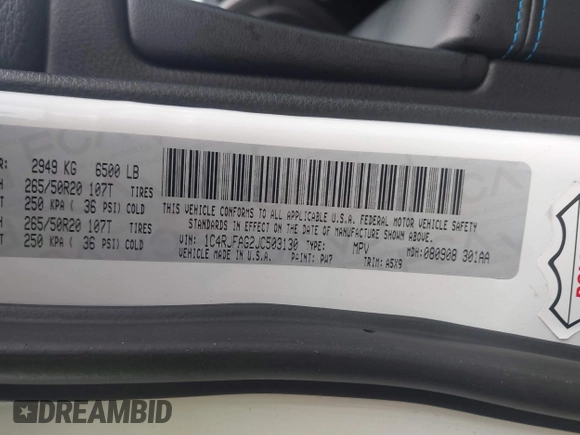 R: 2949 KG 6500 LB
265/50R20 107T TIRES
250 KPA ( 36 PSI) COLD
265/50R20 107T TIRES
250 KPA ( 36 PSI) COLD
THIS VEHICLE CONFORMS TO ALL APPLICABLE U.S.A. FEDERAL MOTOR VEHICLE SAFETY
STANDARDS IN EFFECT ON THE DATE OF MANUFACTURE SHOWN ABOVE
VIN: 1C4RJFAG2JC503130 TYPE: MPV MDH: 080908 301AA
VEHICLE MADE IN U.S.A. PAINT: PW7 TRIM: A5X9
DREAMBID